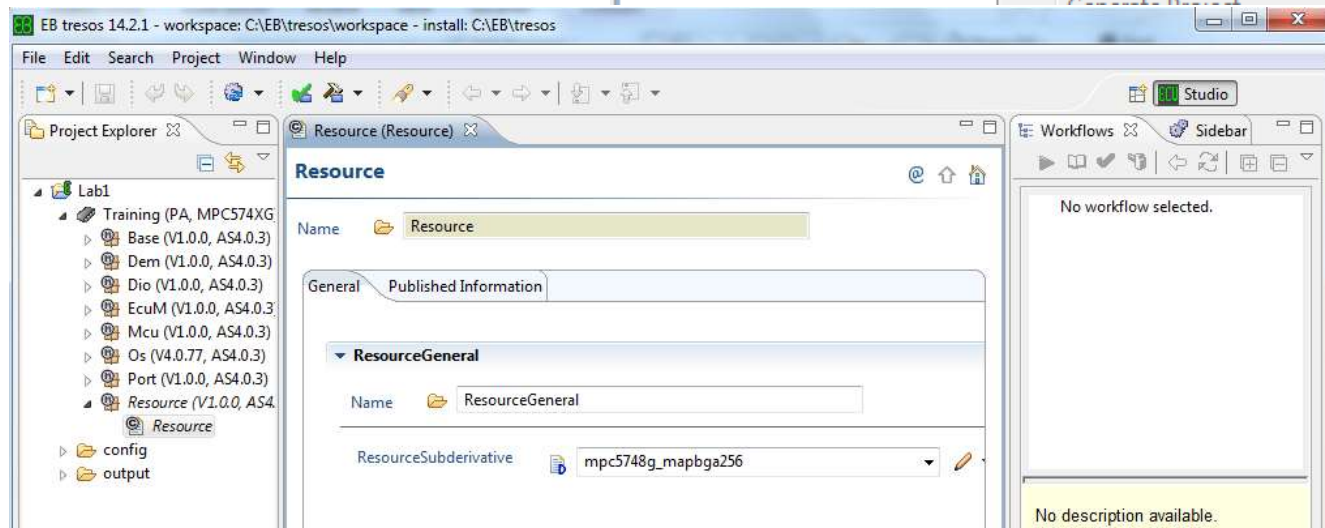 Generate Project
EB tresos 14.2.1 - workspace: C:\EB\tresos\workspace - install: C:\EB\tresos
File Edit Search Project Window Help
ECU Studio
Project Explorer
Resource (Resource)
Workflows
Sidebar
Resource
Lab1
Training (PA, MPC574XG
Base (V1.0.0, AS4.0.3)
Dem (V1.0.0, AS4.0.3)
Dio (V1.0.0, AS4.0.3)
EcuM (V1.0.0, AS4.0.3
Mcu (V1.0.0, AS4.0.3)
Os (V4.0.77, AS4.0.3)
Port (V1.0.0, AS4.0.3)
Resource (V1.0.0, AS4.
Resource
config
output
Name Resource
General Published Information
ResourceGeneral
Name ResourceGeneral
ResourceSubderivative mpc5748g_mapbga256
No workflow selected.
No description available.